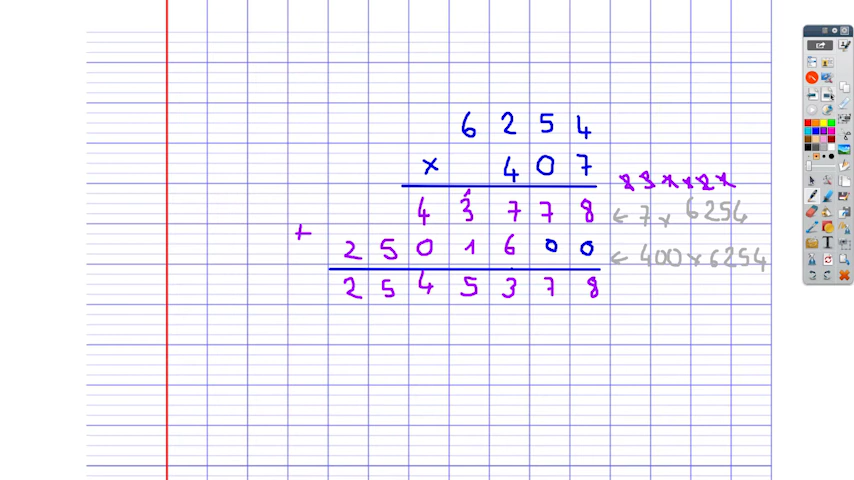 6 2 5 4
x 4 0 7
4 3 7 7 8 ← 7 x 6254
+ 2 5 0 1 6 0 0 ← 400 x 6254
2 5 4 5 3 7 8